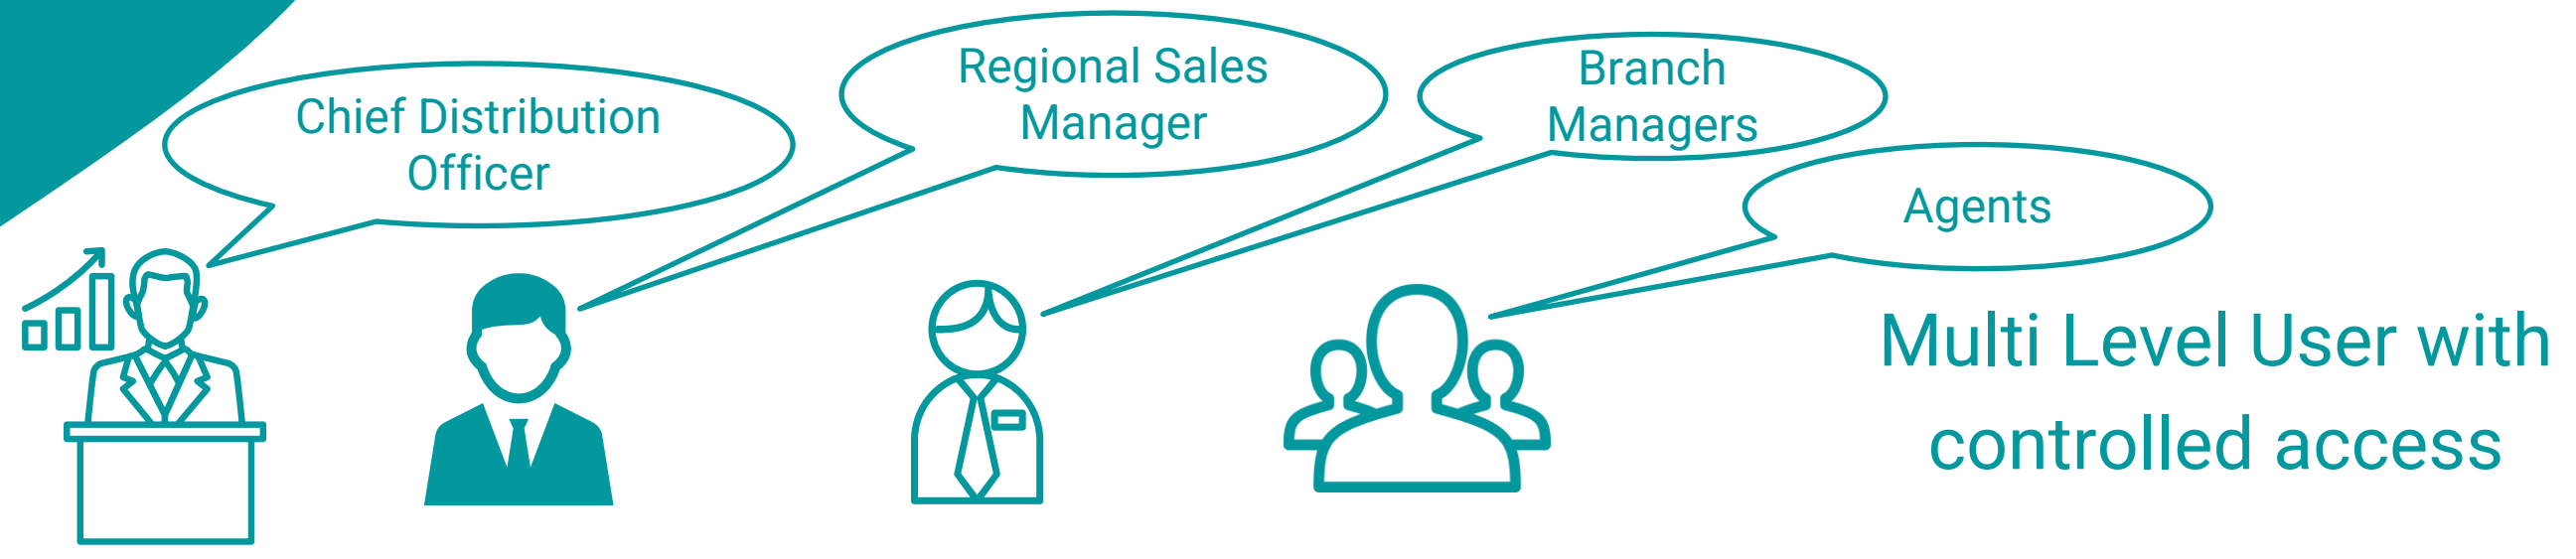 Chief Distribution
Officer
Regional Sales
Manager
Branch
Managers
Agents
Multi Level User with
controlled access